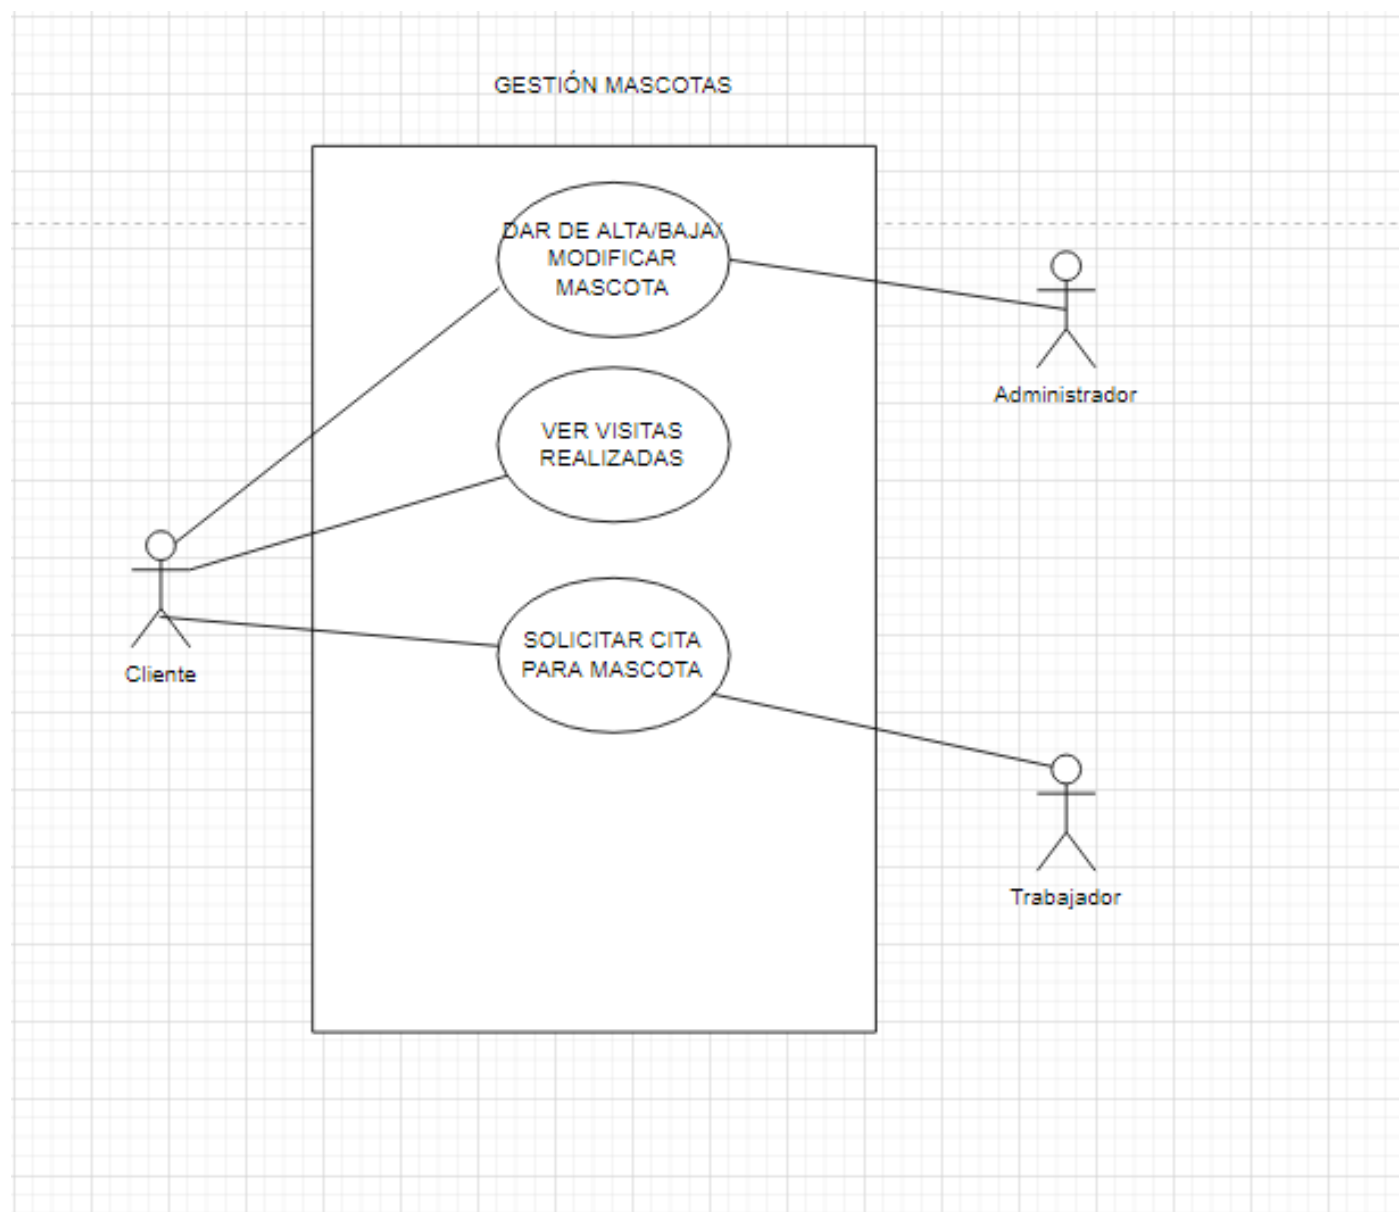 GESTIÓN MASCOTAS
DAR DE ALTA/BAJA/
MODIFICAR
MASCOTA
Administrador
VER VISITAS
REALIZADAS
Cliente
SOLICITAR CITA
PARA MASCOTA
Trabajador